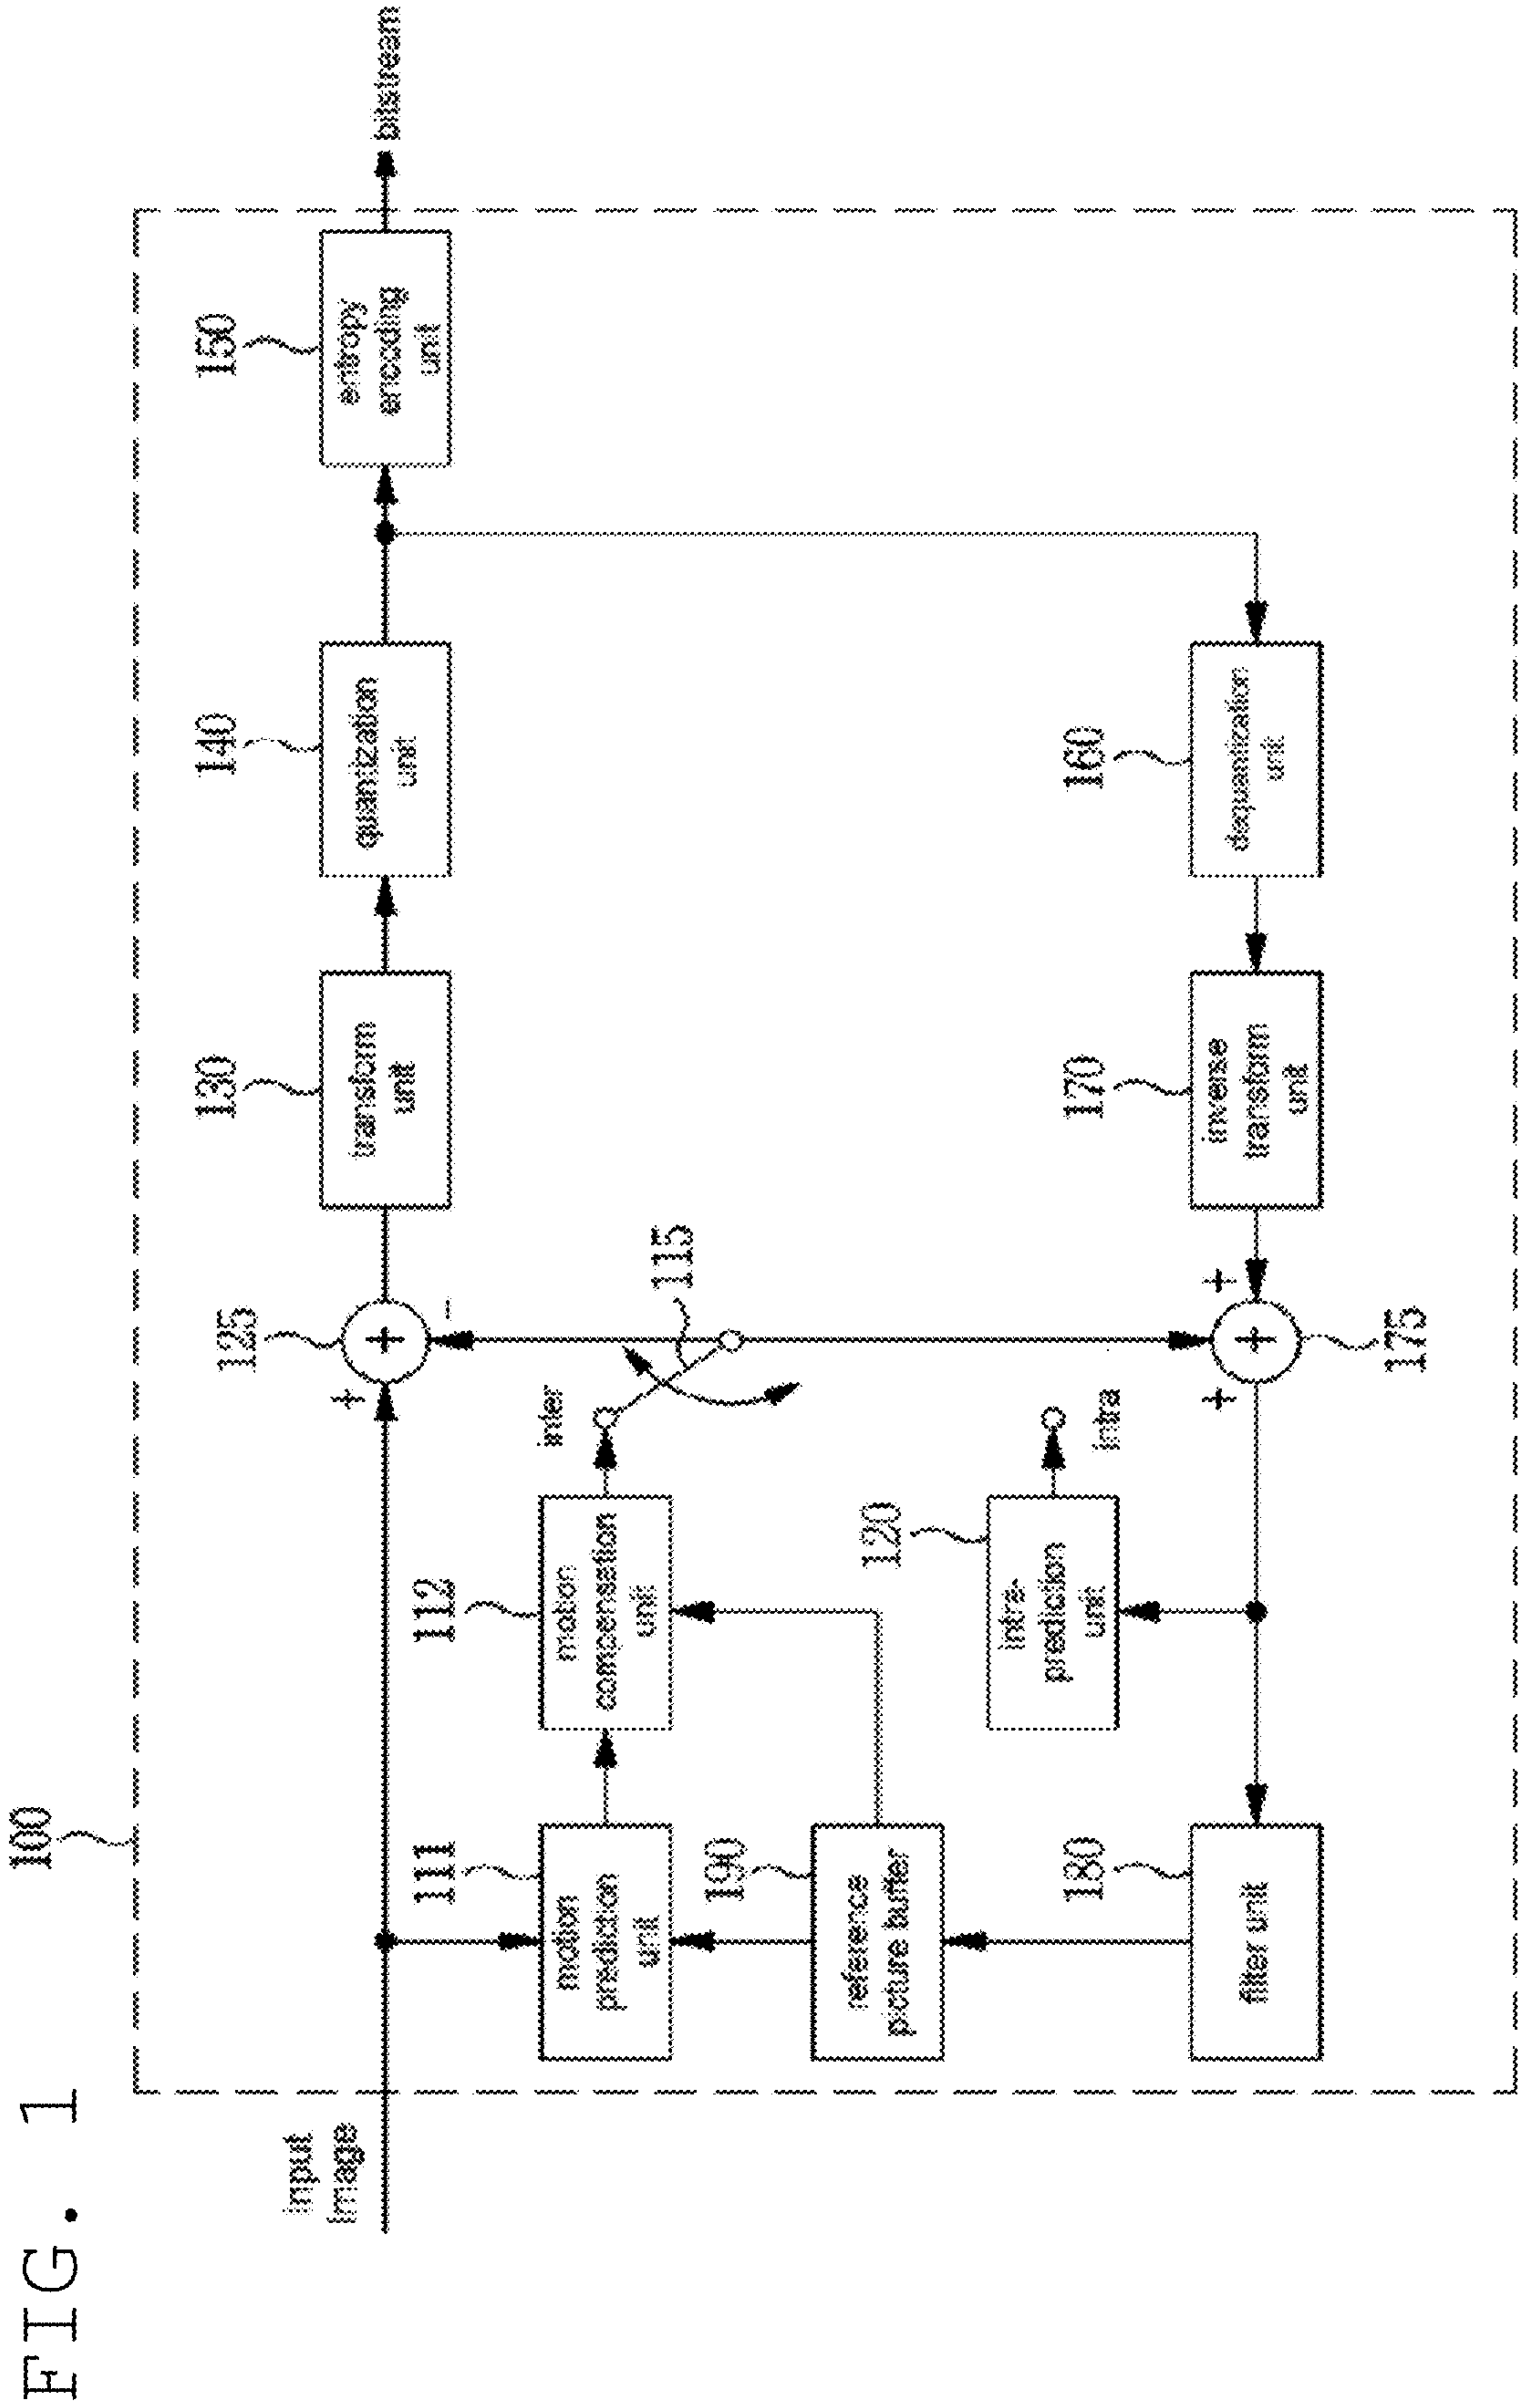 FIG. 1
100
input
image
125
+
+
-
130
transform
unit
140
quantization
unit
150
entropy
encoding
unit
bitstream
111
motion
prediction
unit
112
motion
compensation
unit
inter
115
190
reference
picture buffer
120
intra-
prediction
unit
intra
180
filter unit
+
+
+
175
170
inverse
transform
unit
160
dequantization
unit